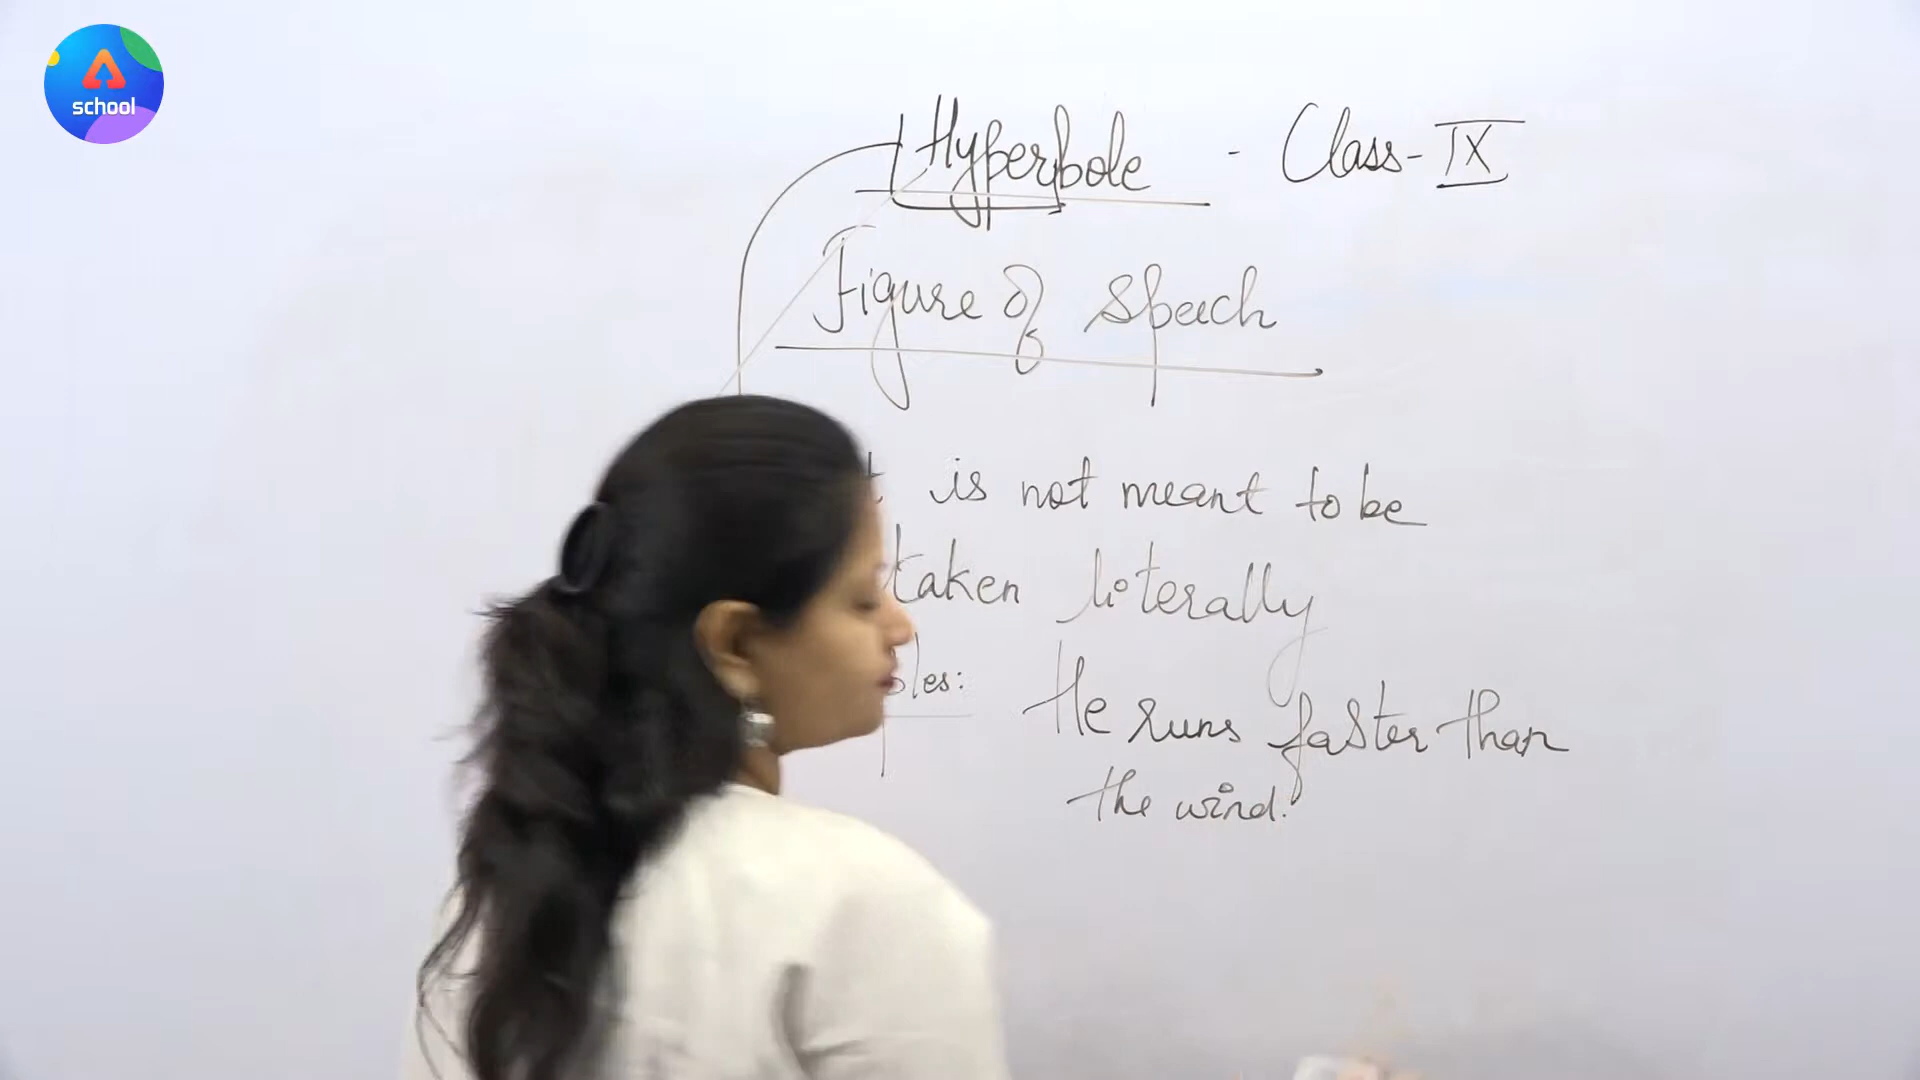 school
Hyperbole - Class-IX
Figure of Speech
is not meant to be
taken literally
les: He runs faster than
the wind.